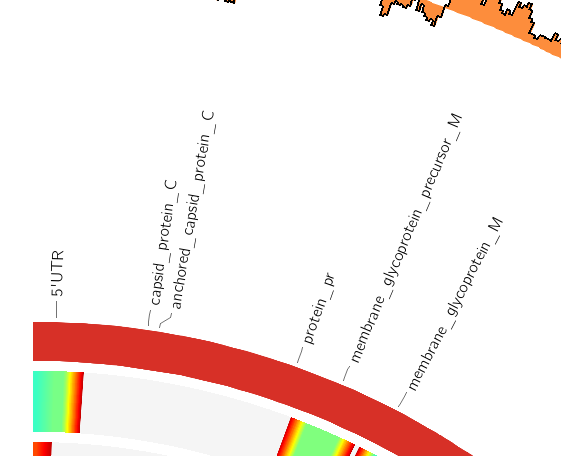 5'UTR
capsid_protein_C
anchored_capsid_protein_C
protein_pr
membrane_glycoprotein_precursor_M
membrane_glycoprotein_M